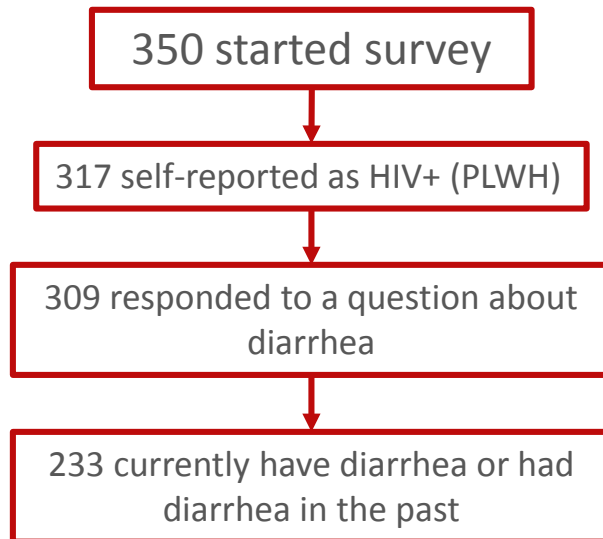 350 started survey
317 self-reported as HIV+ (PLWH)
309 responded to a question about
diarrhea
233 currently have diarrhea or had
diarrhea in the past